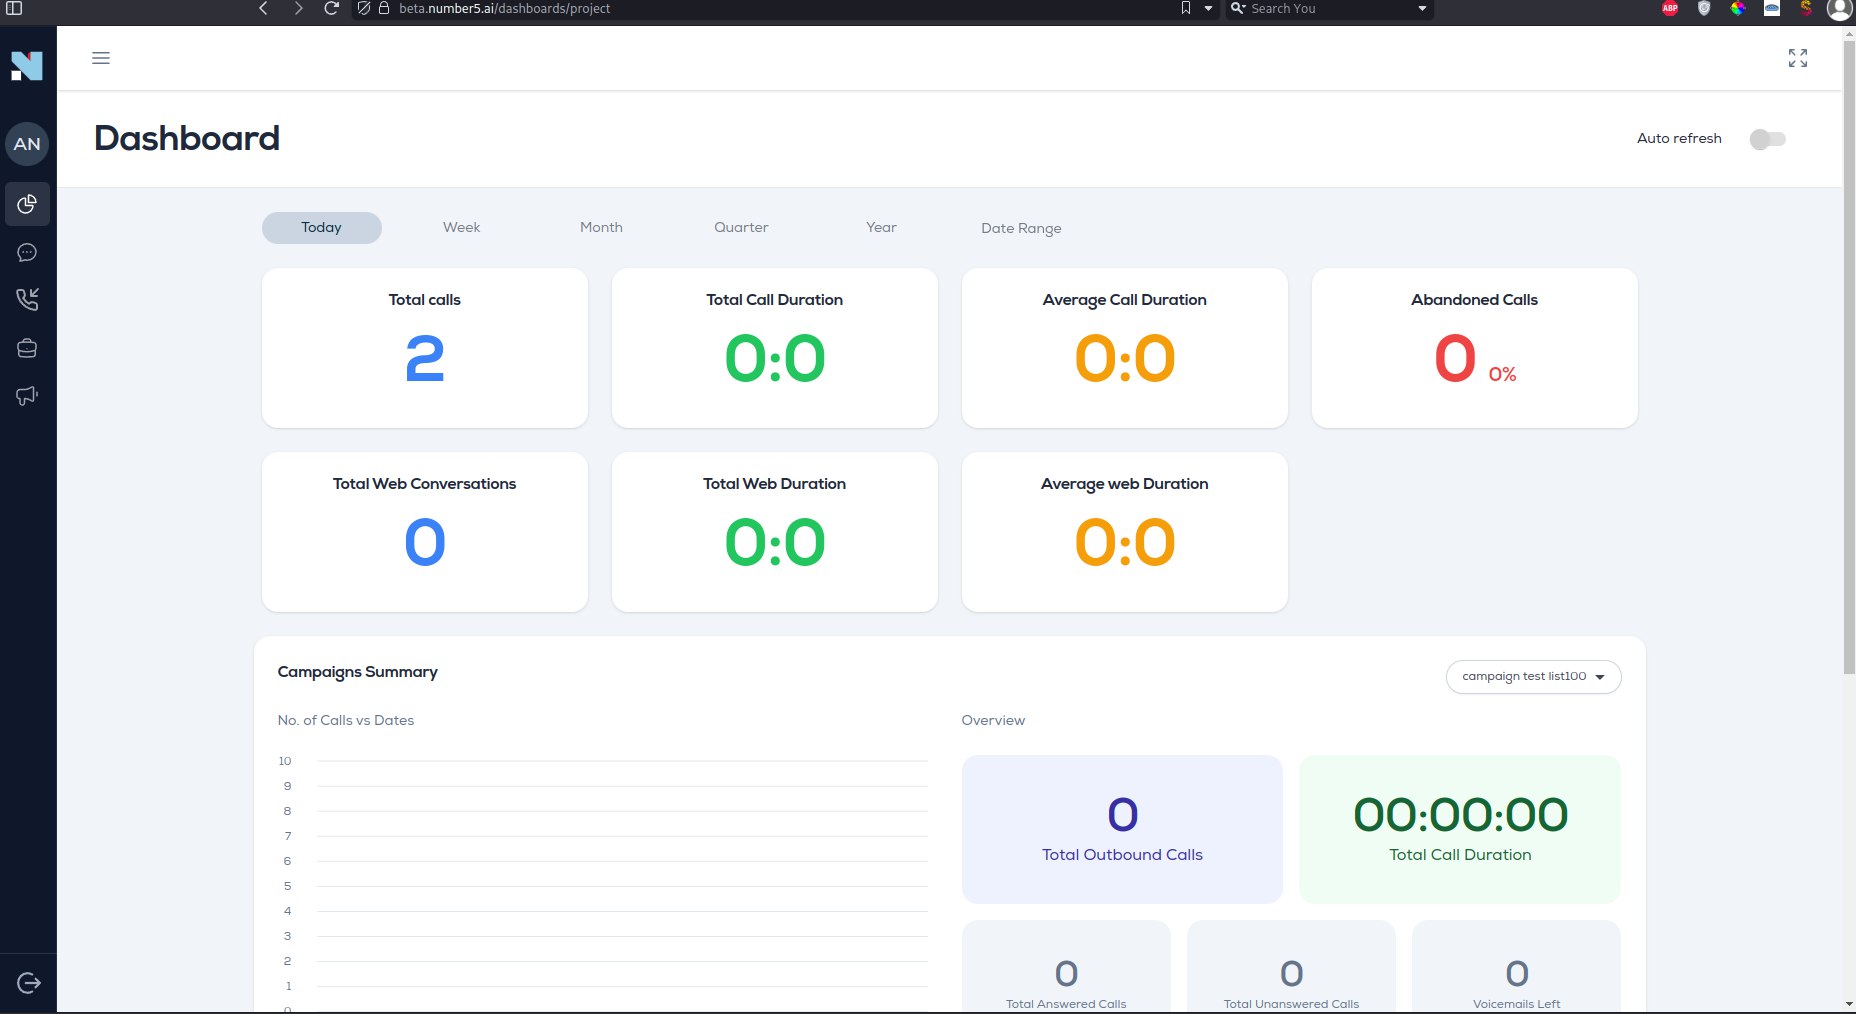 beta.number5.ai/dashboards/project
Search You
ABP
AN
Dashboard
Auto refresh
Today Week Month Quarter Year Date Range
Total calls
2
Total Call Duration
0:0
Average Call Duration
0:0
Abandoned Calls
0 0%
Total Web Conversations
0
Total Web Duration
0:0
Average web Duration
0:0
Campaigns Summary
campaign test list100
No. of Calls vs Dates
10
9
8
7
6
5
4
3
2
1
0
Overview
0
Total Outbound Calls
00:00:00
Total Call Duration
0
Total Answered Calls
0
Total Unanswered Calls
0
Voicemails Left